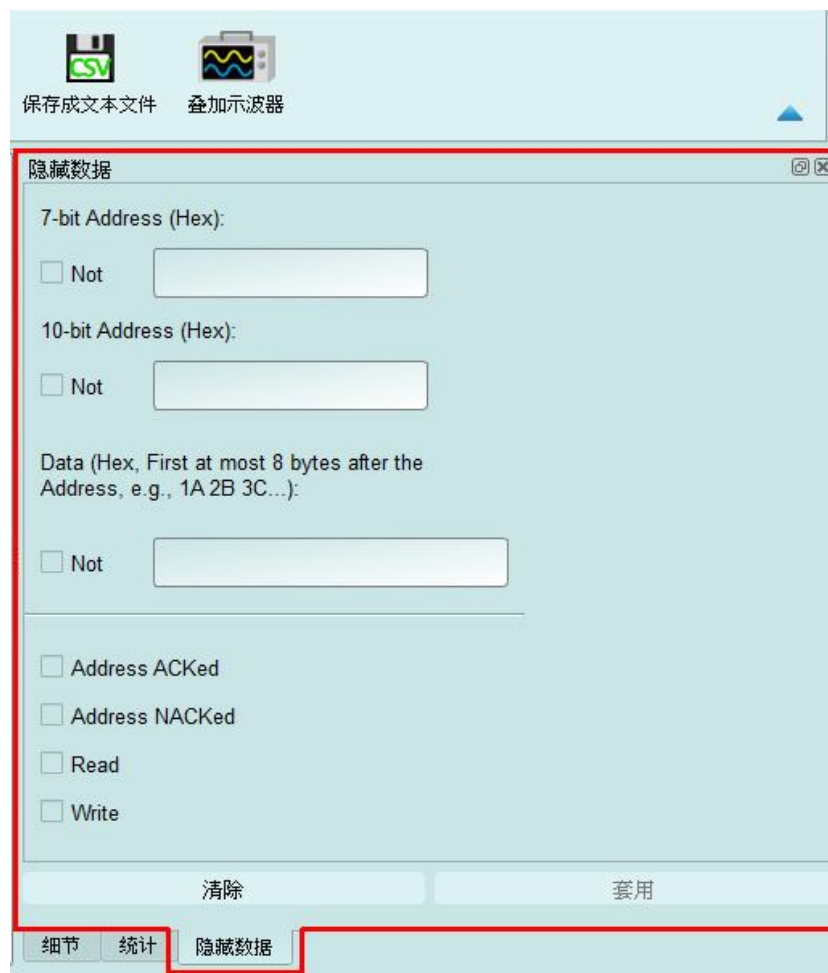 CSV
保存成文本文件 叠加示波器
隐藏数据
7-bit Address (Hex):
Not
10-bit Address (Hex):
Not
Data (Hex, First at most 8 bytes after the
Address, e.g., 1A 2B 3C...):
Not
Address ACKed
Address NACKed
Read
Write
清除 套用
细节 统计 隐藏数据